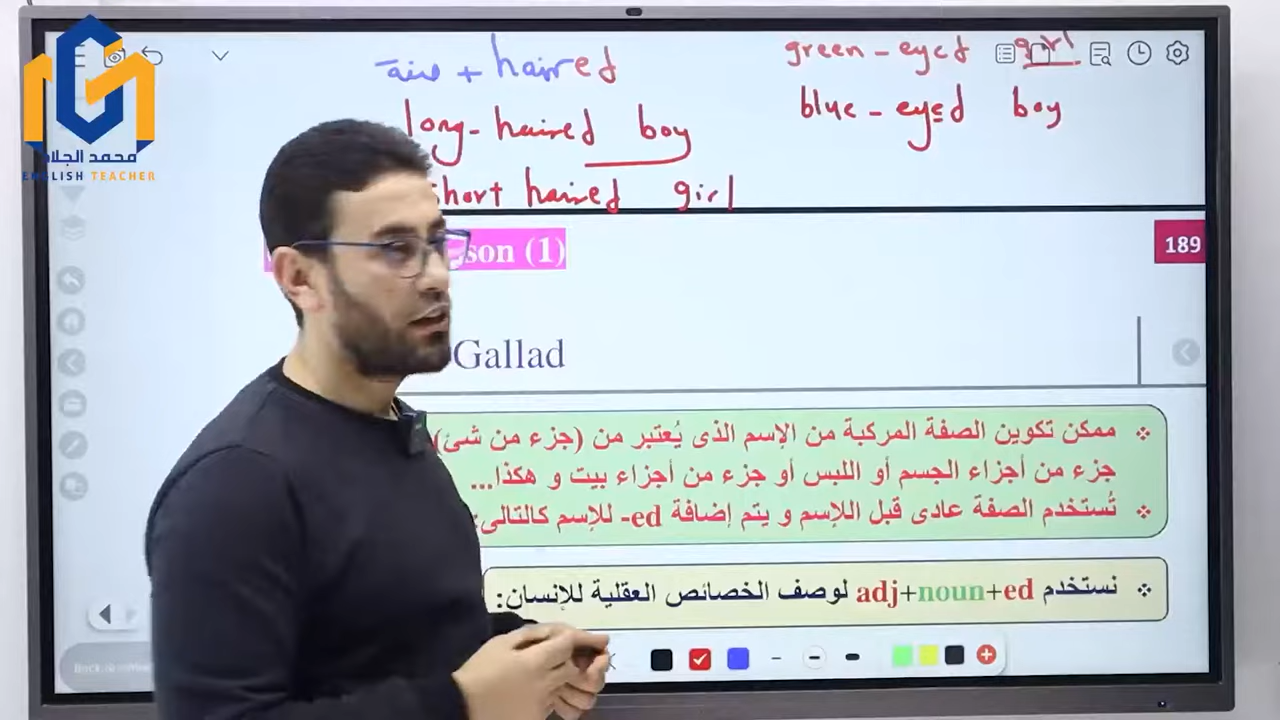 صفة + haired
green - eyed girl
long - haired boy
blue - eyed boy
short haired girl
محمد الجلاد
ENGLISH TEACHER
son (1)
189
Gallad
ممكن تكوين الصفة المركبة من الإسم الذى يُعتبر من (جزء من شئ)
جزء من أجزاء الجسم أو اللبس أو جزء من أجزاء بيت و هكذا...
تُستخدم الصفة عادى قبل اللإسم و يتم إضافة ed- للإسم كالتالى:
نستخدم adj+noun+ed لوصف الخصائص العقلية للإنسان: